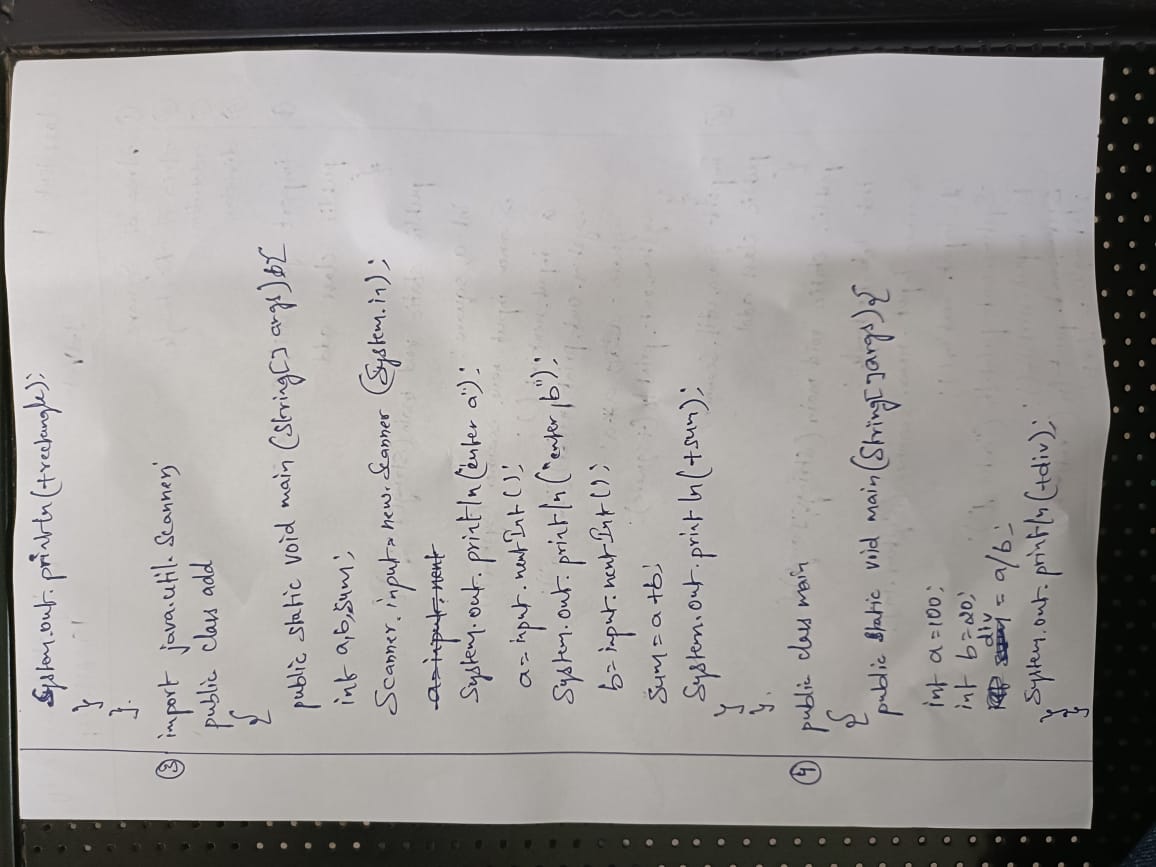 System.out.println(+rectangle);
}
}.
③ import java.util.Scanner;
public class add
{
public static void main(String[] args){
int a,b,sum;
Scanner.input=new.Scanner (System.in);
a=input.next
System.out.println("enter a");
a=input.nextInt();
System.out.println("enter b");
b=input.nextInt();
Sum=a+b;
System.out.println(+sum);
}
}.
④ public class main
{
public static void main(String[]args){
int a=100;
int b=20;
div = a/b;
System.out.println(+div);
}
}